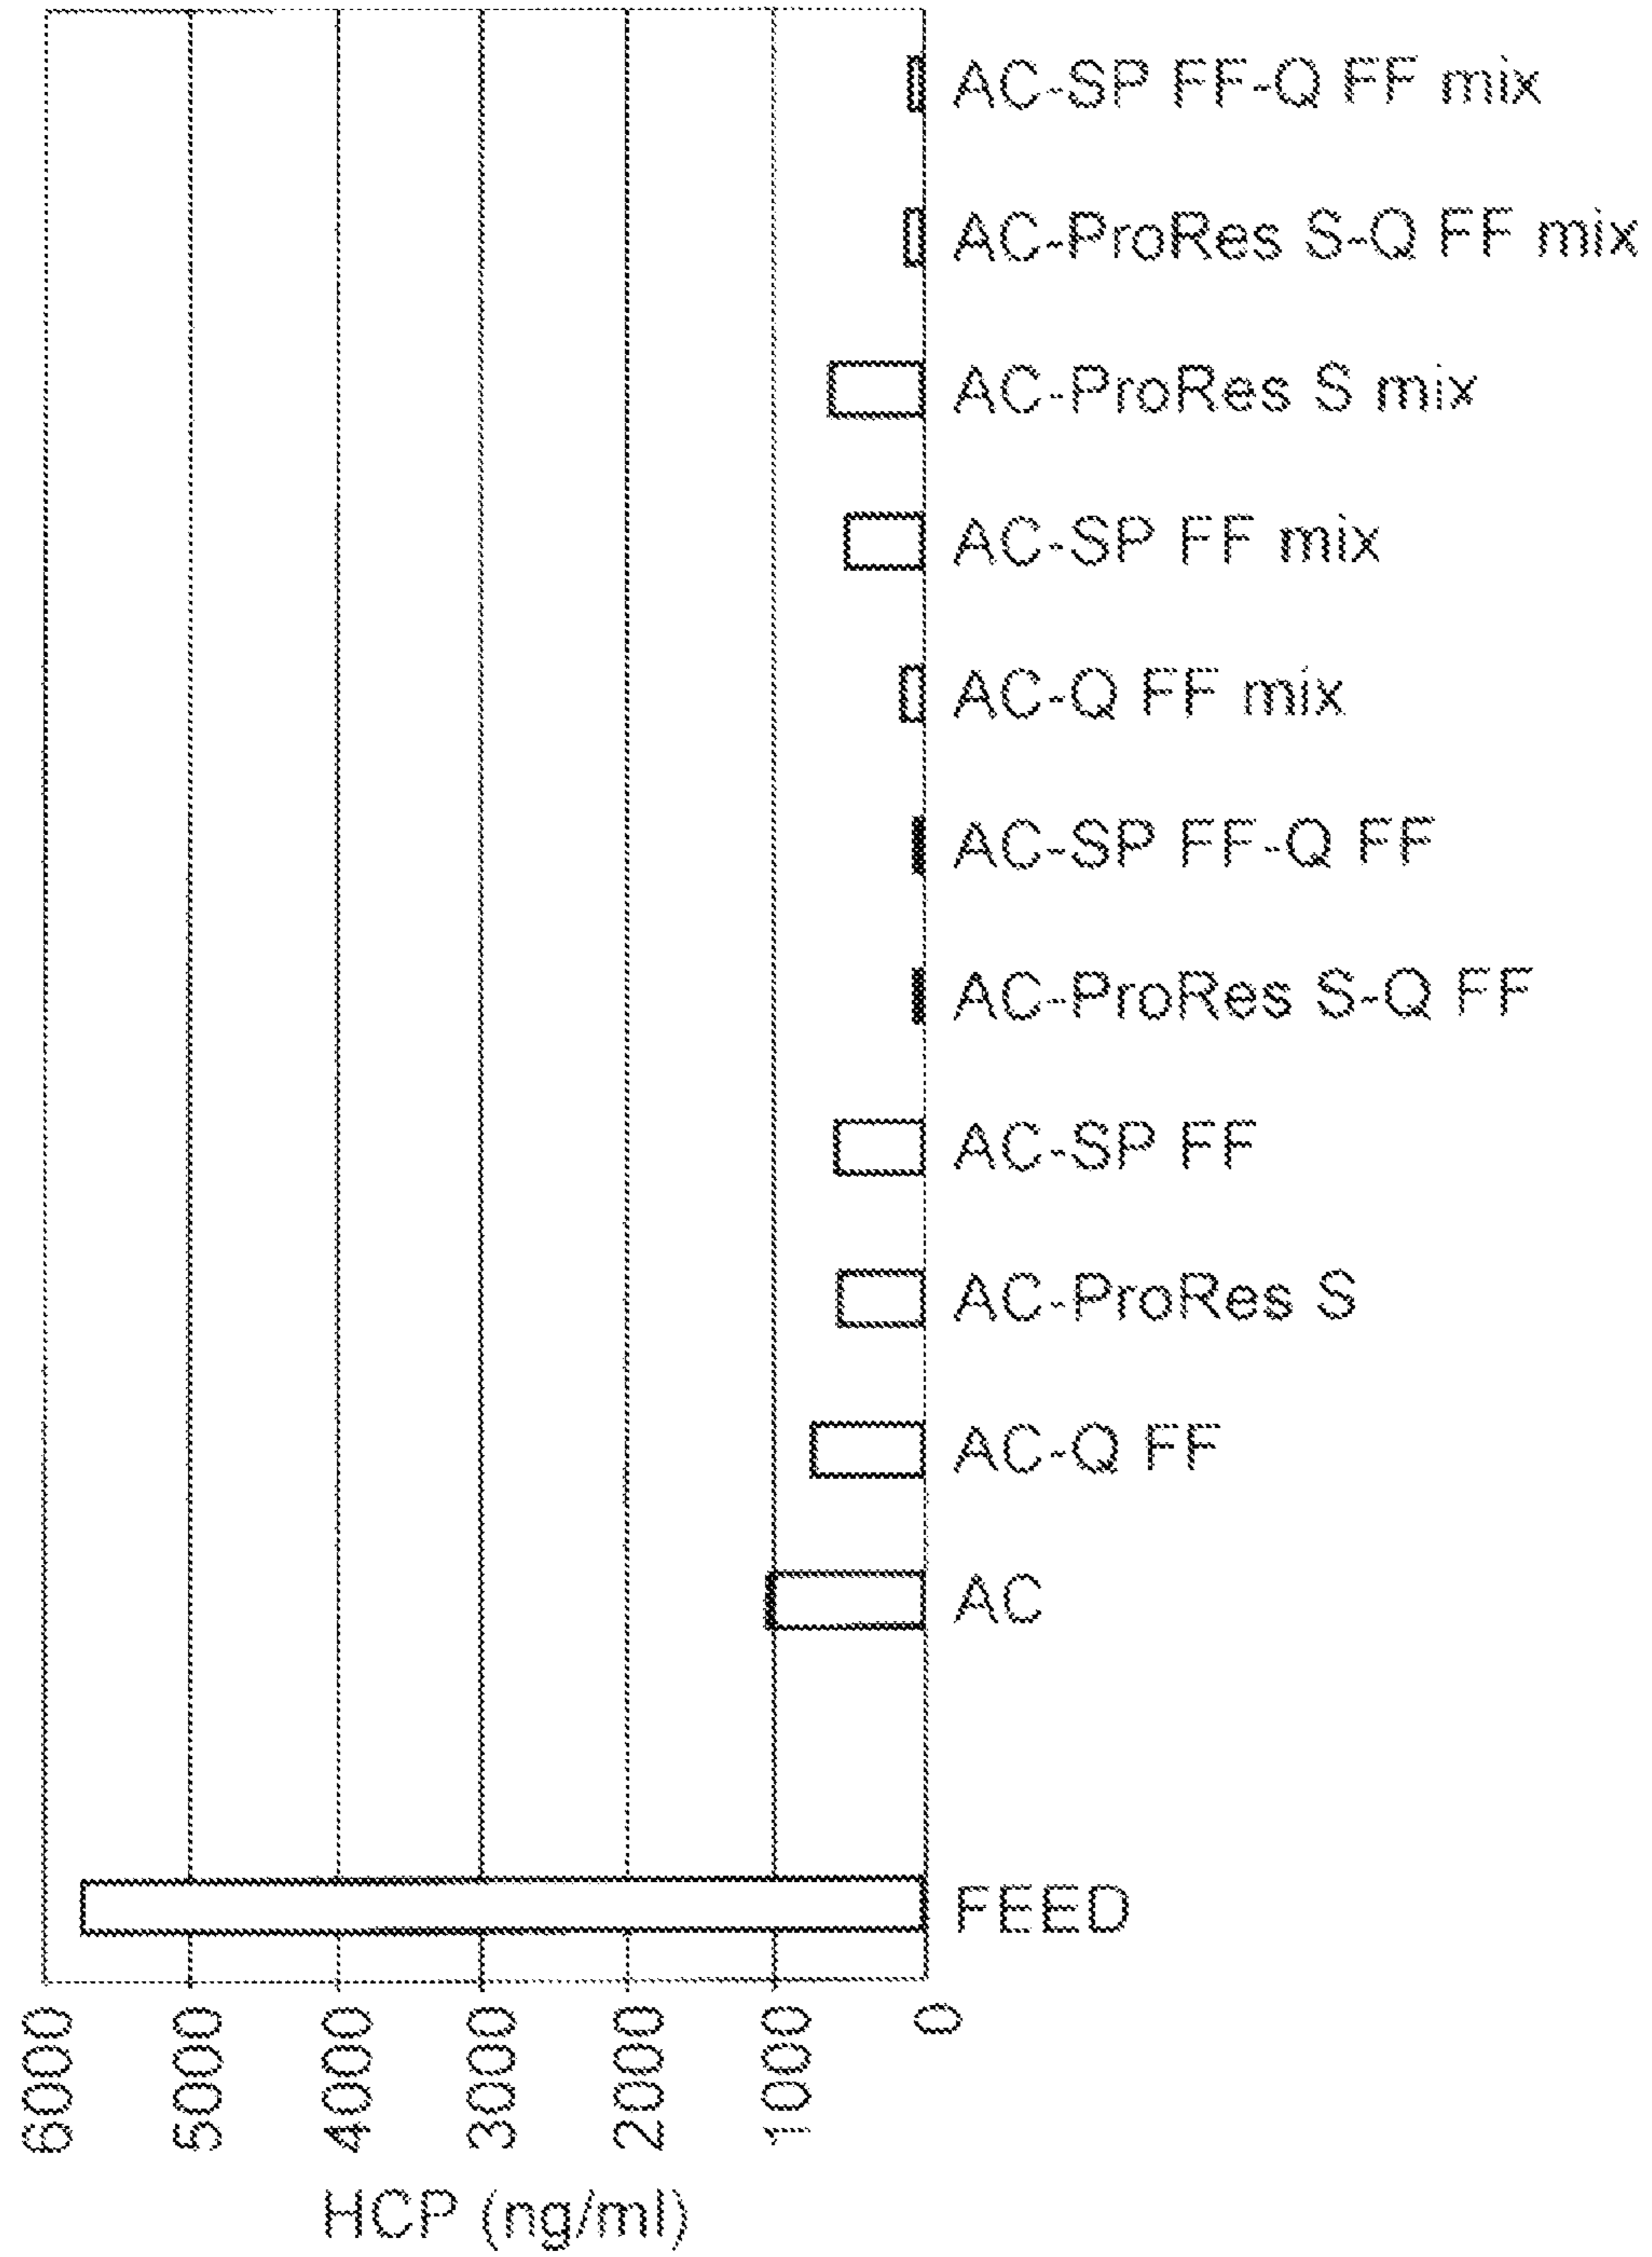 AC-SP FF-Q FF mix
AC-ProRes S-Q FF mix
AC-ProRes S mix
AC-SP FF mix
AC-Q FF mix
AC-SP FF-Q FF
AC-ProRes S-Q FF
AC-SP FF
AC-ProRes S
AC-Q FF
AC
FEED
6000
5000
4000
3000
2000
1000
0
HCP (ng/ml)